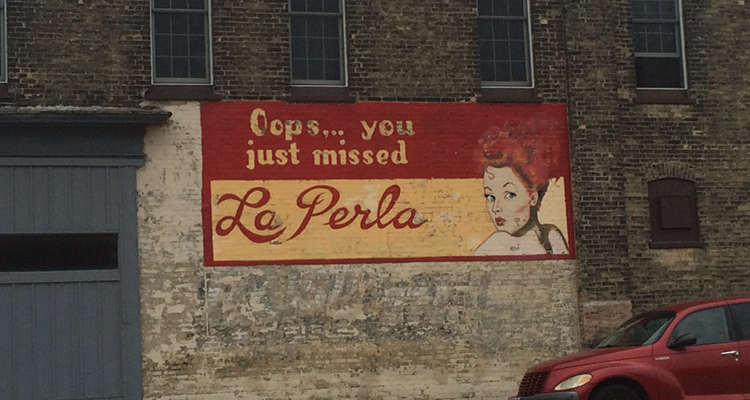 Oops,.. you
just missed
La Perla